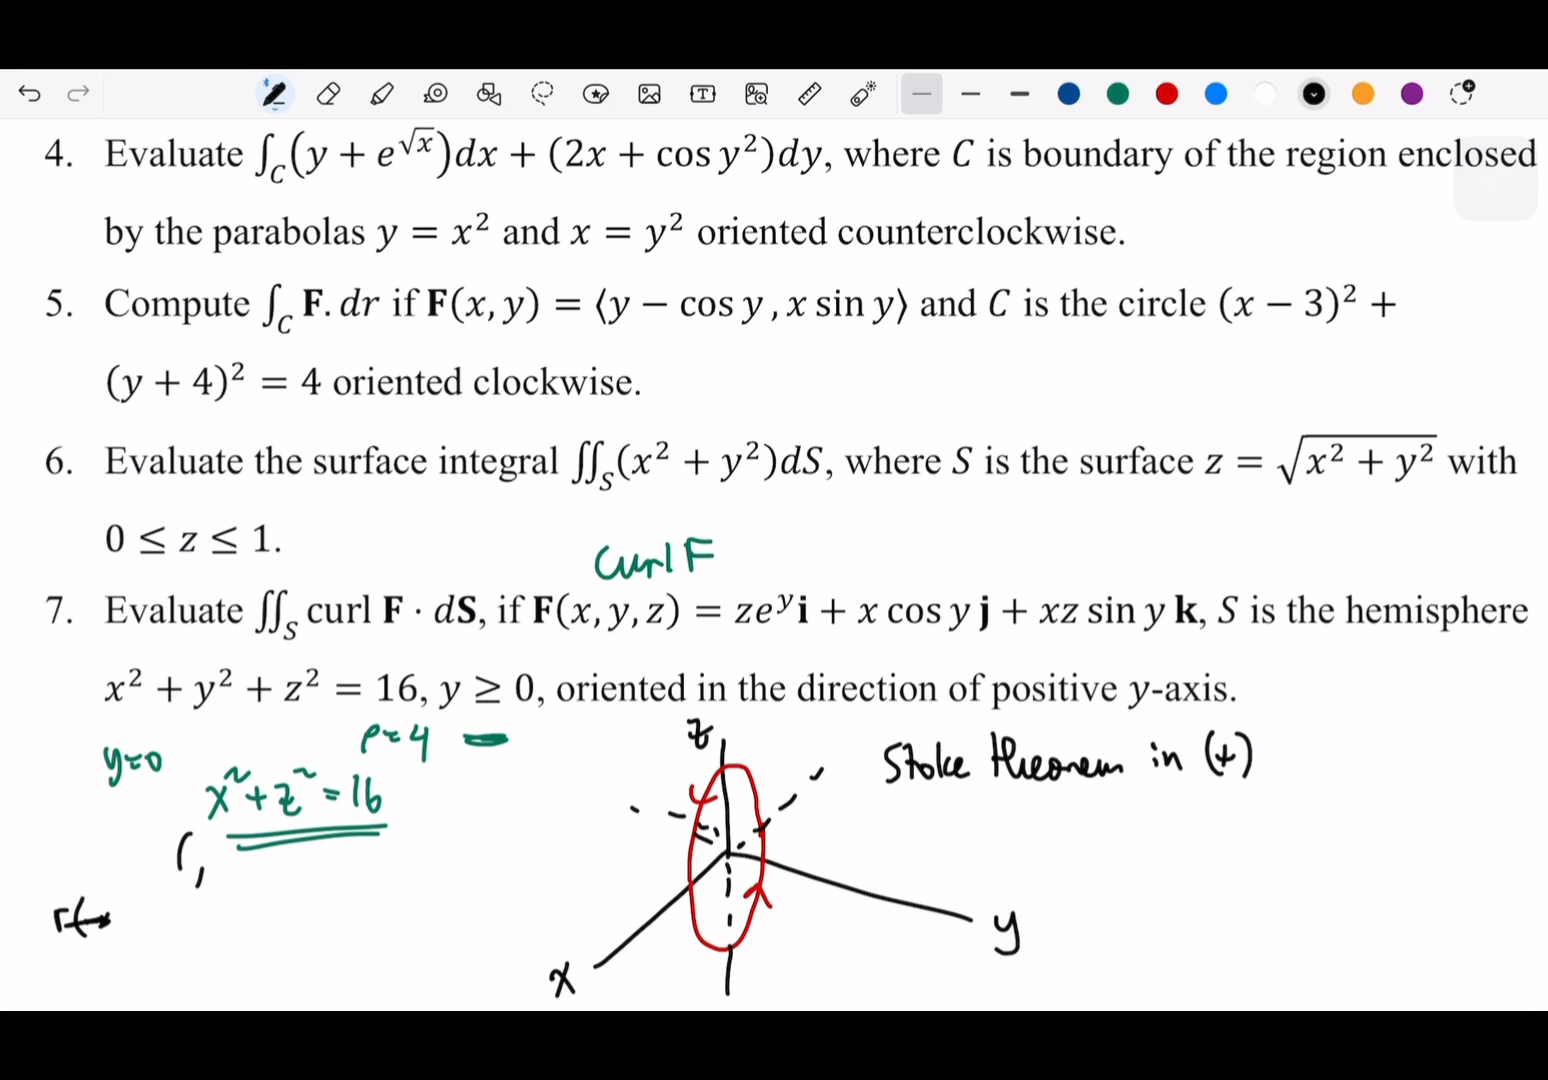 4. Evaluate ∫_C(y + e^√x)dx + (2x + cos y²)dy, where C is boundary of the region enclosed
by the parabolas y = x² and x = y² oriented counterclockwise.
5. Compute ∫_C F. dr if F(x, y) = ⟨y − cos y , x sin y⟩ and C is the circle (x − 3)² +
(y + 4)² = 4 oriented clockwise.
6. Evaluate the surface integral ∬_S(x² + y²)dS, where S is the surface z = √(x² + y²) with
0 ≤ z ≤ 1.
Curl F
7. Evaluate ∬_S curl F · dS, if F(x, y, z) = ze^y i + x cos y j + xz sin y k, S is the hemisphere
x² + y² + z² = 16, y ≥ 0, oriented in the direction of positive y-axis.
y=0
ρ=4
x²+z²=16
z
Stoke theorem in (+)
y
x